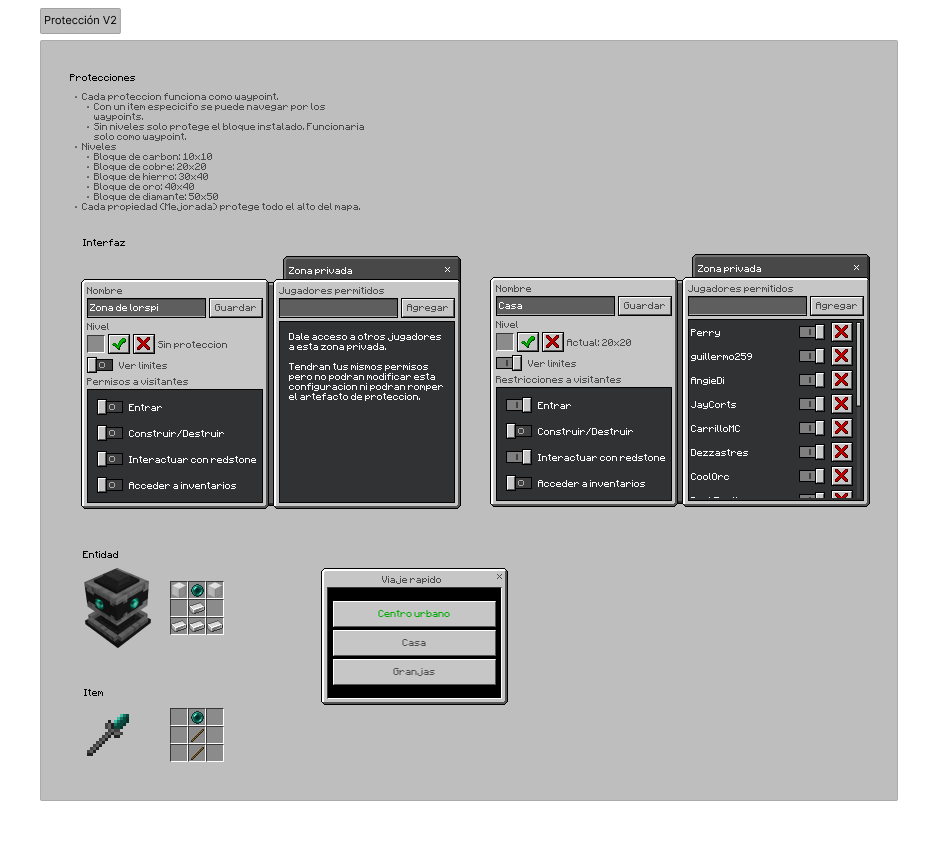 Protección V2
Protecciones
• Cada proteccion funciona como waypoint.
• Con un item especicifo se puede navegar por los
waypoints.
• Sin niveles solo protege el bloque instalado. Funcionaria
solo como waypoint.
• Niveles
• Bloque de carbon: 10x10
• Bloque de cobre: 20x20
• Bloque de hierro: 30x40
• Bloque de oro: 40x40
• Bloque de diamante: 50x50
• Cada propiedad (Mejorada) protege todo el alto del mapa.
Interfaz
Zona privada
Nombre
Zona de lorspi
Guardar
Nivel
Sin proteccion
Ver limites
Permisos a visitantes
Entrar
Construir/Destruir
Interactuar con redstone
Acceder a inventarios
Jugadores permitidos
Agregar
Dale acceso a otros jugadores
a esta zona privada.
Tendran tus mismos permisos
pero no podran modificar esta
configuracion ni podran romper
el artefacto de proteccion.
Zona privada
Nombre
Casa
Guardar
Nivel
Actual: 20x20
Ver limites
Restricciones a visitantes
Entrar
Construir/Destruir
Interactuar con redstone
Acceder a inventarios
Jugadores permitidos
Agregar
Perry
guillermo259
AngieDi
JayCorts
CarrilloMC
Dezzastres
CoolOrc
Entidad
Viaje rapido
Centro urbano
Casa
Granjas
Item